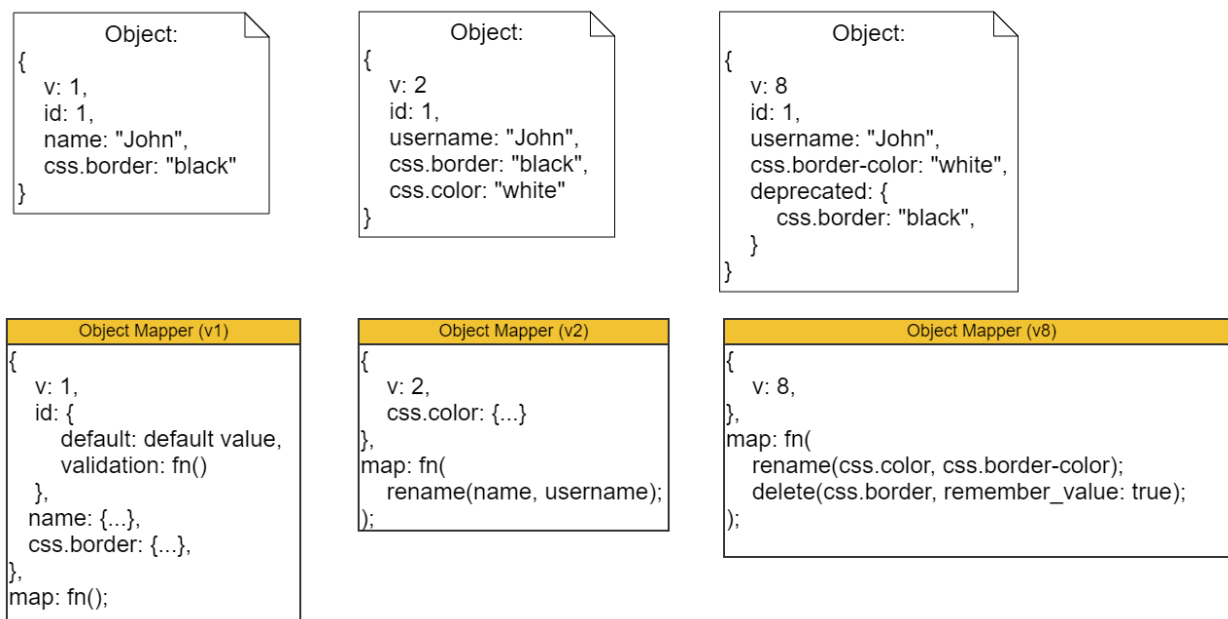 Object:
{
v: 1,
id: 1,
name: "John",
css.border: "black"
}
Object:
{
v: 2
id: 1,
username: "John",
css.border: "black",
css.color: "white"
}
Object:
{
v: 8
id: 1,
username: "John",
css.border-color: "white",
deprecated: {
css.border: "black",
}
}
Object Mapper (v1)
{
v: 1,
id: {
default: default value,
validation: fn()
},
name: {...},
css.border: {...},
},
map: fn();
Object Mapper (v2)
{
v: 2,
css.color: {...}
},
map: fn(
rename(name, username);
);
Object Mapper (v8)
{
v: 8,
},
map: fn(
rename(css.color, css.border-color);
delete(css.border, remember_value: true);
);